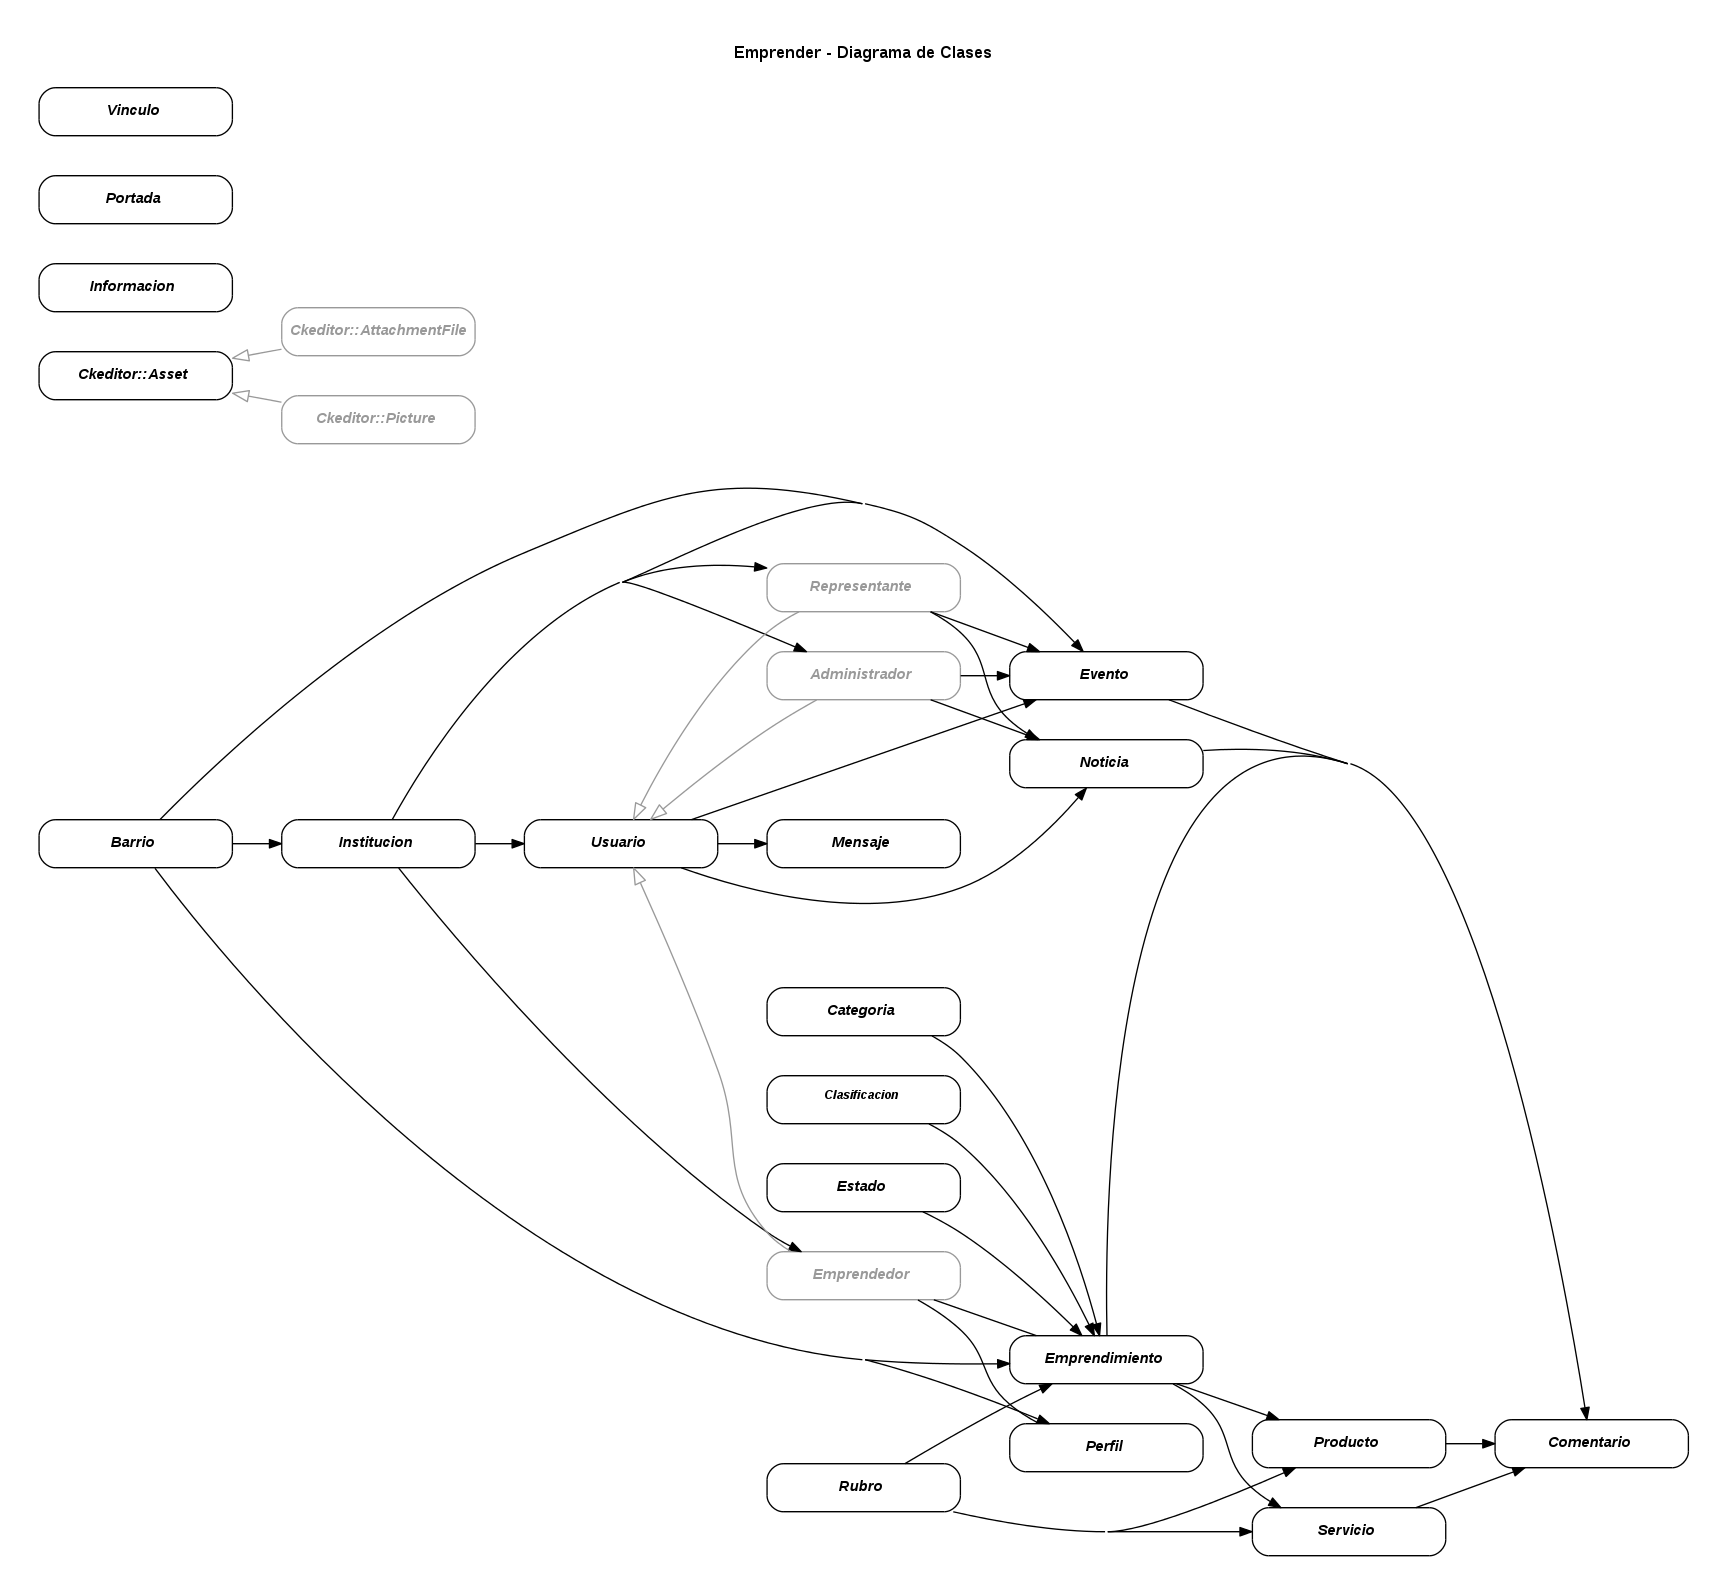 Emprender - Diagrama de Clases
Vinculo
Portada
Informacion
Ckeditor::AttachmentFile
Ckeditor::Asset
Ckeditor::Picture
Representante
Administrador
Evento
Noticia
Barrio
Institucion
Usuario
Mensaje
Categoria
Clasificacion
Estado
Emprendedor
Emprendimiento
Perfil
Producto
Comentario
Rubro
Servicio